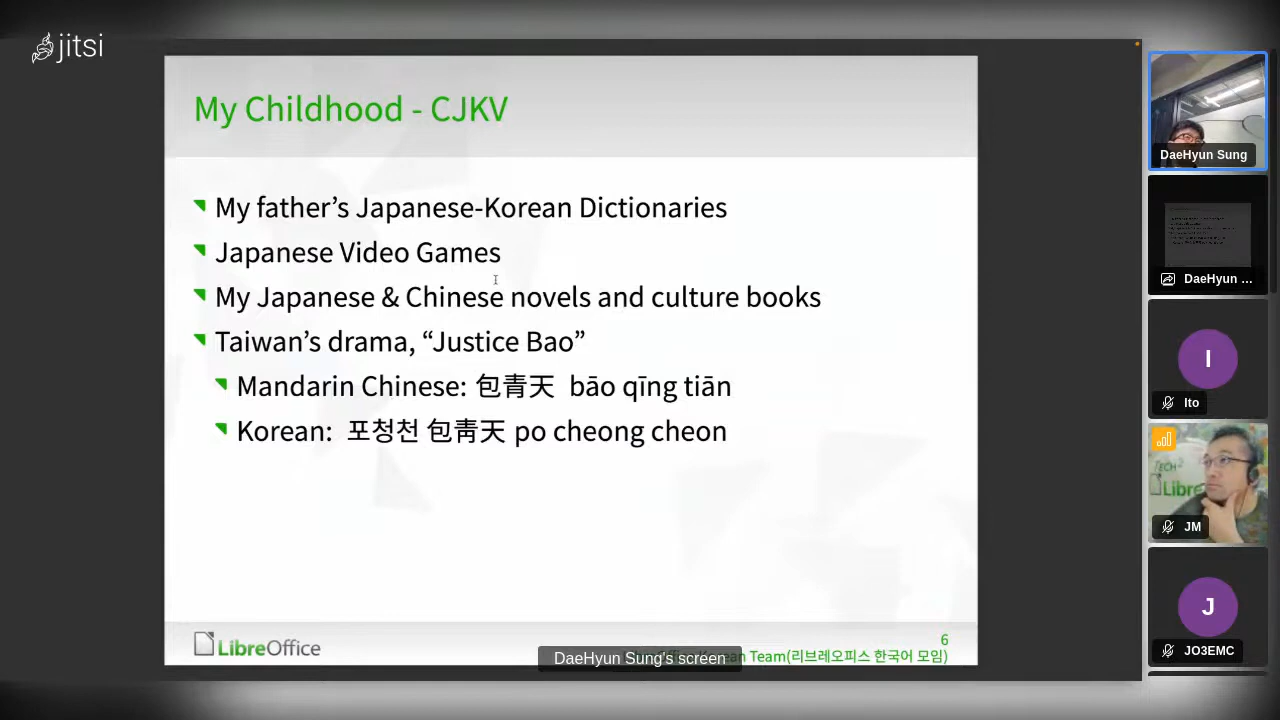 jitsi
My Childhood - CJKV
My father’s Japanese-Korean Dictionaries
Japanese Video Games
My Japanese & Chinese novels and culture books
Taiwan’s drama, “Justice Bao”
Mandarin Chinese: 包青天 bāo qīng tiān
Korean: 포청천 包靑天 po cheong cheon
LibreOffice
6
Team(리브레오피스 한국어 모임)
DaeHyun Sung's screen
DaeHyun Sung
DaeHyun ...
I
Ito
TECH
Libre
JM
J
JO3EMC